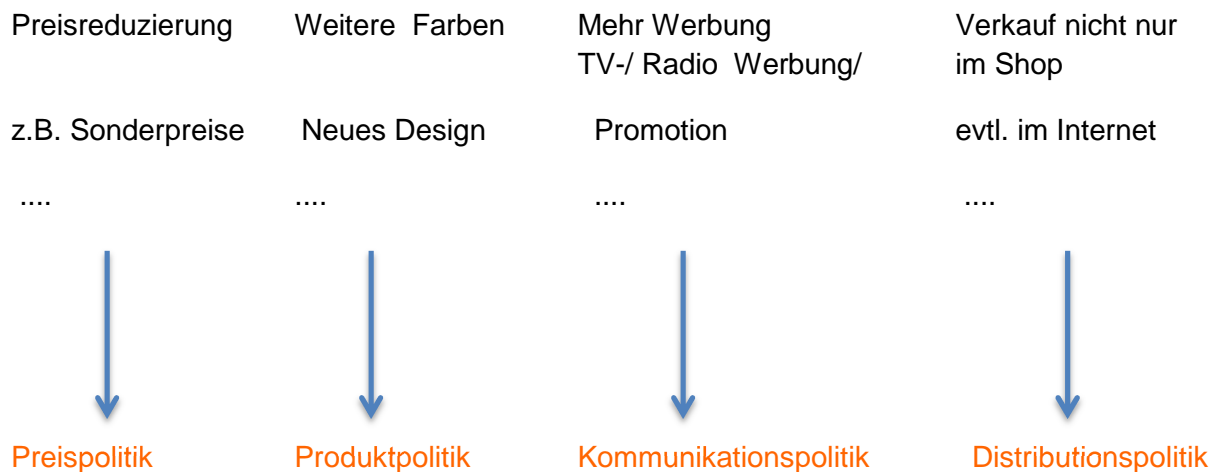 Preisreduzierung Weitere Farben Mehr Werbung Verkauf nicht nur
TV-/ Radio Werbung/ im Shop
z.B. Sonderpreise Neues Design Promotion evtl. im Internet
.... .... .... ....
Preispolitik Produktpolitik Kommunikationspolitik Distributionspolitik